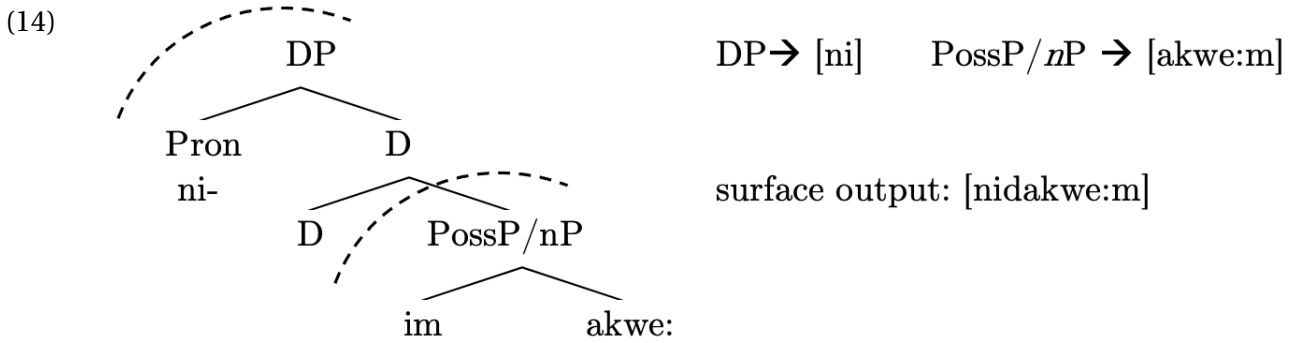 (14)
DP DP→ [ni] PossP/nP → [akwe:m]
Pron D
ni- surface output: [nidakwe:m]
D PossP/nP
im akwe: